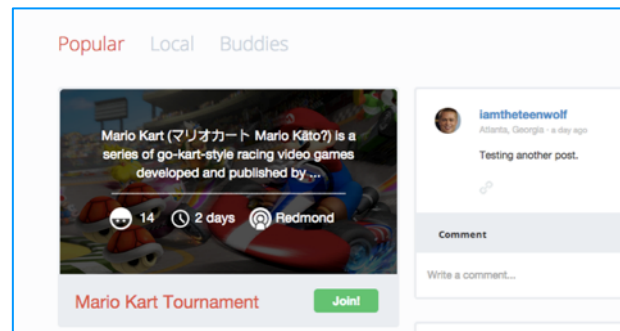 Popular Local Buddies
Mario Kart (マリオカート Mario Kāto?) is a
series of go-kart-style racing video games
developed and published by ...
14 2 days Redmond
Mario Kart Tournament Join!
iamtheteenwolf
Atlanta, Georgia · a day ago
Testing another post.
Comment
Write a comment...